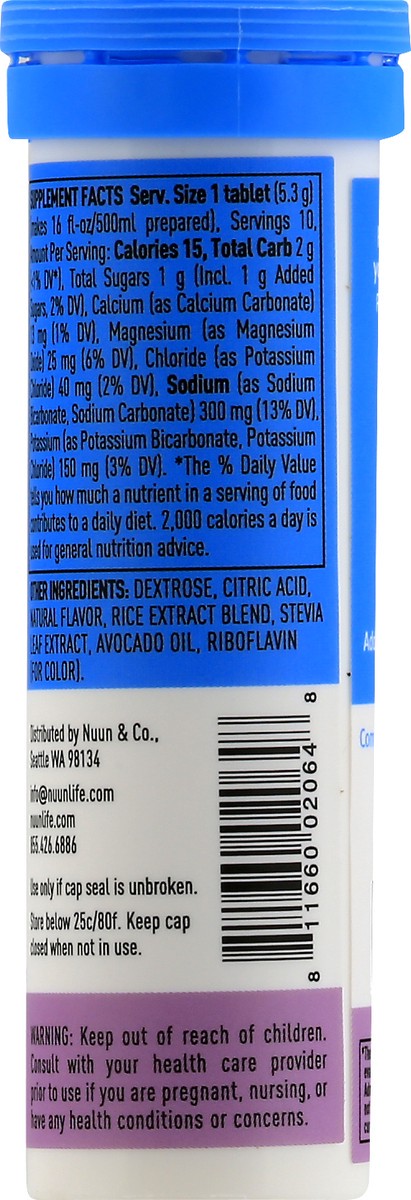 SUPPLEMENT FACTS Serv. Size 1 tablet (5.3 g)
makes 16 fl-oz/500ml prepared), Servings 10,
Amount Per Serving: Calories 15, Total Carb 2 g
<1% DV*), Total Sugars 1 g (Incl. 1 g Added
Sugars, 2% DV), Calcium (as Calcium Carbonate)
mg (1% DV), Magnesium (as Magnesium
Oxide) 25 mg (6% DV), Chloride (as Potassium
Chloride) 40 mg (2% DV), Sodium (as Sodium
Bicarbonate, Sodium Carbonate) 300 mg (13% DV),
Potassium (as Potassium Bicarbonate, Potassium
Chloride) 150 mg (3% DV). *The % Daily Value
tells you how much a nutrient in a serving of food
contributes to a daily diet. 2,000 calories a day is
used for general nutrition advice.
OTHER INGREDIENTS: DEXTROSE, CITRIC ACID,
NATURAL FLAVOR, RICE EXTRACT BLEND, STEVIA
LEAF EXTRACT, AVOCADO OIL, RIBOFLAVIN
(FOR COLOR).
Distributed by Nuun & Co.,
Seattle WA 98134
info@nuunlife.com
nuunlife.com
855.426.6886
Use only if cap seal is unbroken.
Store below 25c/80f. Keep cap
closed when not in use.
8 11660 02064 8
WARNING: Keep out of reach of children.
Consult with your health care provider
prior to use if you are pregnant, nursing, or
have any health conditions or concerns.